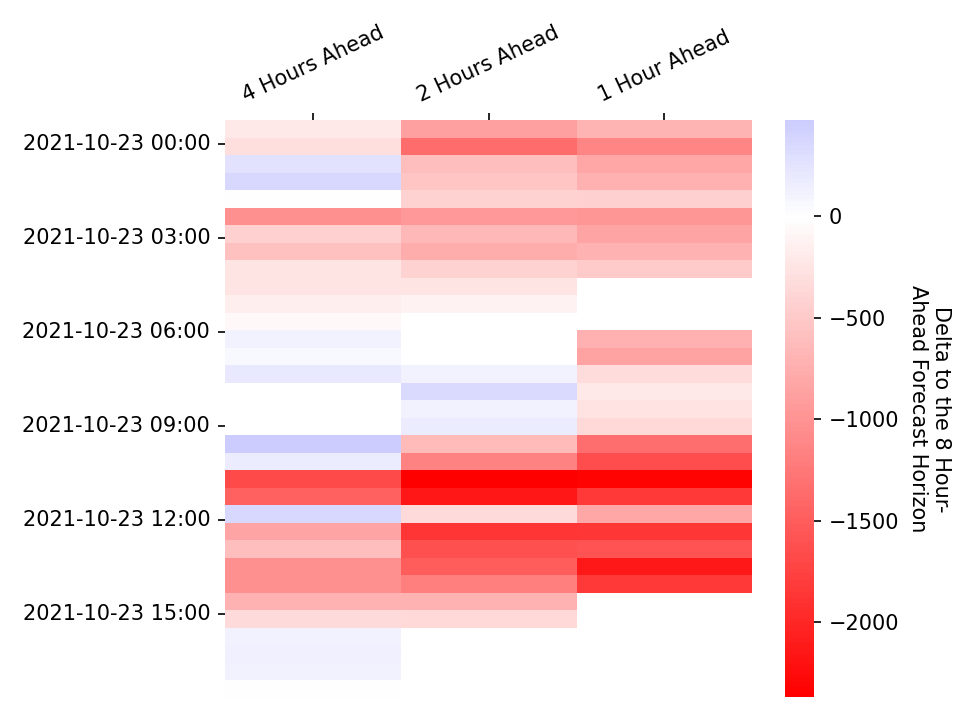 4 Hours Ahead
2 Hours Ahead
1 Hour Ahead
2021-10-23 00:00
2021-10-23 03:00
2021-10-23 06:00
2021-10-23 09:00
2021-10-23 12:00
2021-10-23 15:00
0
−500
−1000
−1500
−2000
Delta to the 8 Hour-
Ahead Forecast Horizon